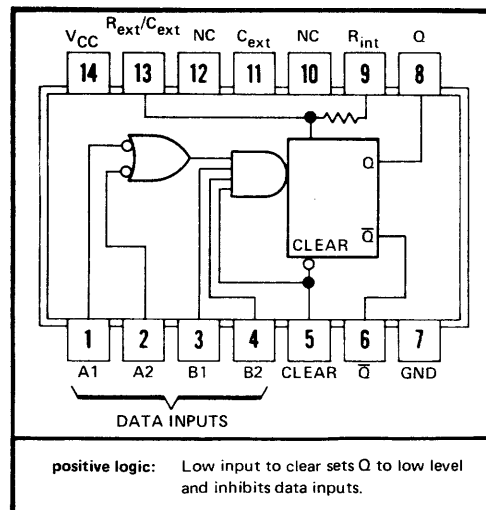 VCC Rext/Cext NC Cext NC Rint Q
14 13 12 11 10 9 8
Q
Q̅
CLEAR
1 2 3 4 5 6 7
A1 A2 B1 B2 CLEAR Q̅ GND
DATA INPUTS
positive logic: Low input to clear sets Q to low level
and inhibits data inputs.